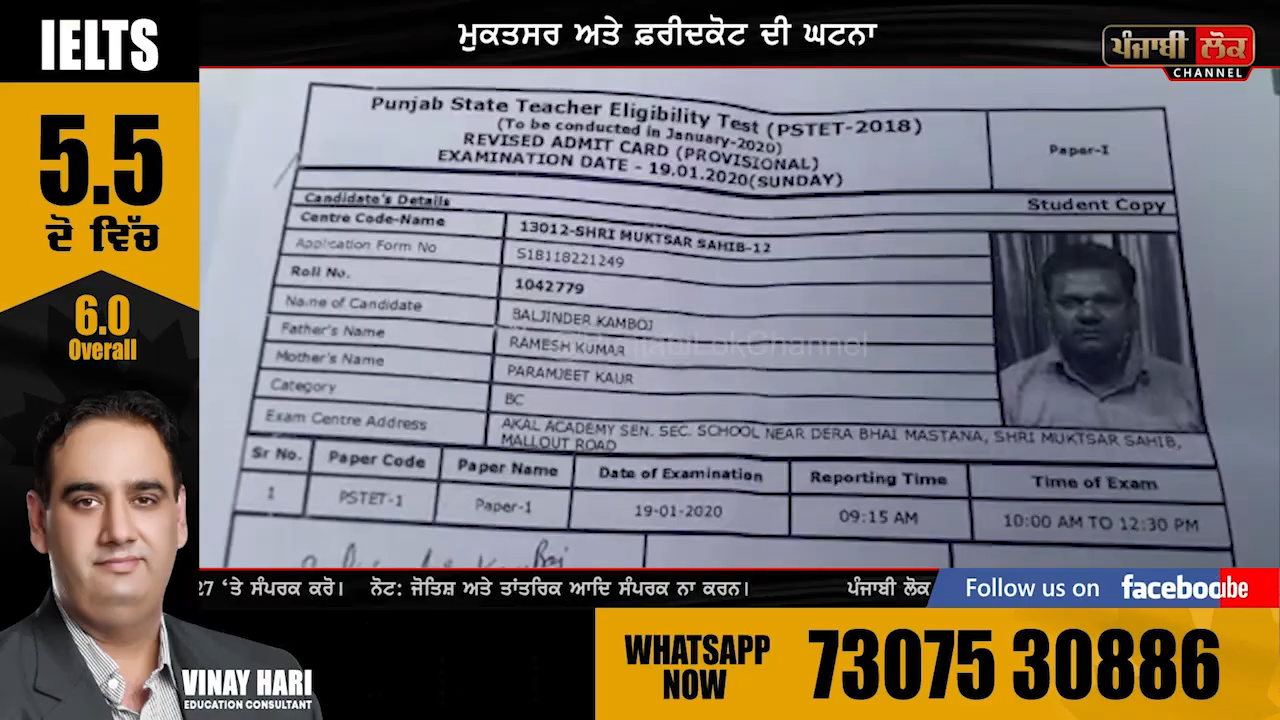 IELTS
5.5
ਦੋ ਵਿੱਚ
6.0
Overall
VINAY HARI
EDUCATION CONSULTANT
ਮੁਕਤਸਰ ਅਤੇ ਫ਼ਰੀਦਕੋਟ ਦੀ ਘਟਨਾ
ਪੰਜਾਬੀ ਲੋਕ
CHANNEL
Punjab State Teacher Eligibility Test (PSTET-2018)
(To be conducted in January-2020)
REVISED ADMIT CARD (PROVISIONAL)
EXAMINATION DATE - 19.01.2020(SUNDAY)
Paper-I
Candidate's Details
Student Copy
Centre Code-Name 13012-SHRI MUKTSAR SAHIB-12
Application Form No S18118221249
Roll No. 1042779
Name of Candidate BALJINDER KAMBOJ
Father's Name RAMESH KUMAR
Mother's Name PARAMJEET KAUR
Category BC
Exam Centre Address AKAL ACADEMY SEN. SEC. SCHOOL NEAR DERA BHAI MASTANA, SHRI MUKTSAR SAHIB,
MALLOUT ROAD
Sr No. Paper Code Paper Name Date of Examination Reporting Time Time of Exam
1 PSTET-1 Paper-1 19-01-2020 09:15 AM 10:00 AM TO 12:30 PM
27 'ਤੇ ਸੰਪਰਕ ਕਰੋ। ਨੋਟ: ਜੋਤਿਸ਼ ਅਤੇ ਤਾਂਤਰਿਕ ਆਦਿ ਸੰਪਰਕ ਨਾ ਕਰਨ। ਪੰਜਾਬੀ ਲੋਕ
Follow us on facebook
WHATSAPP
NOW
73075 30886